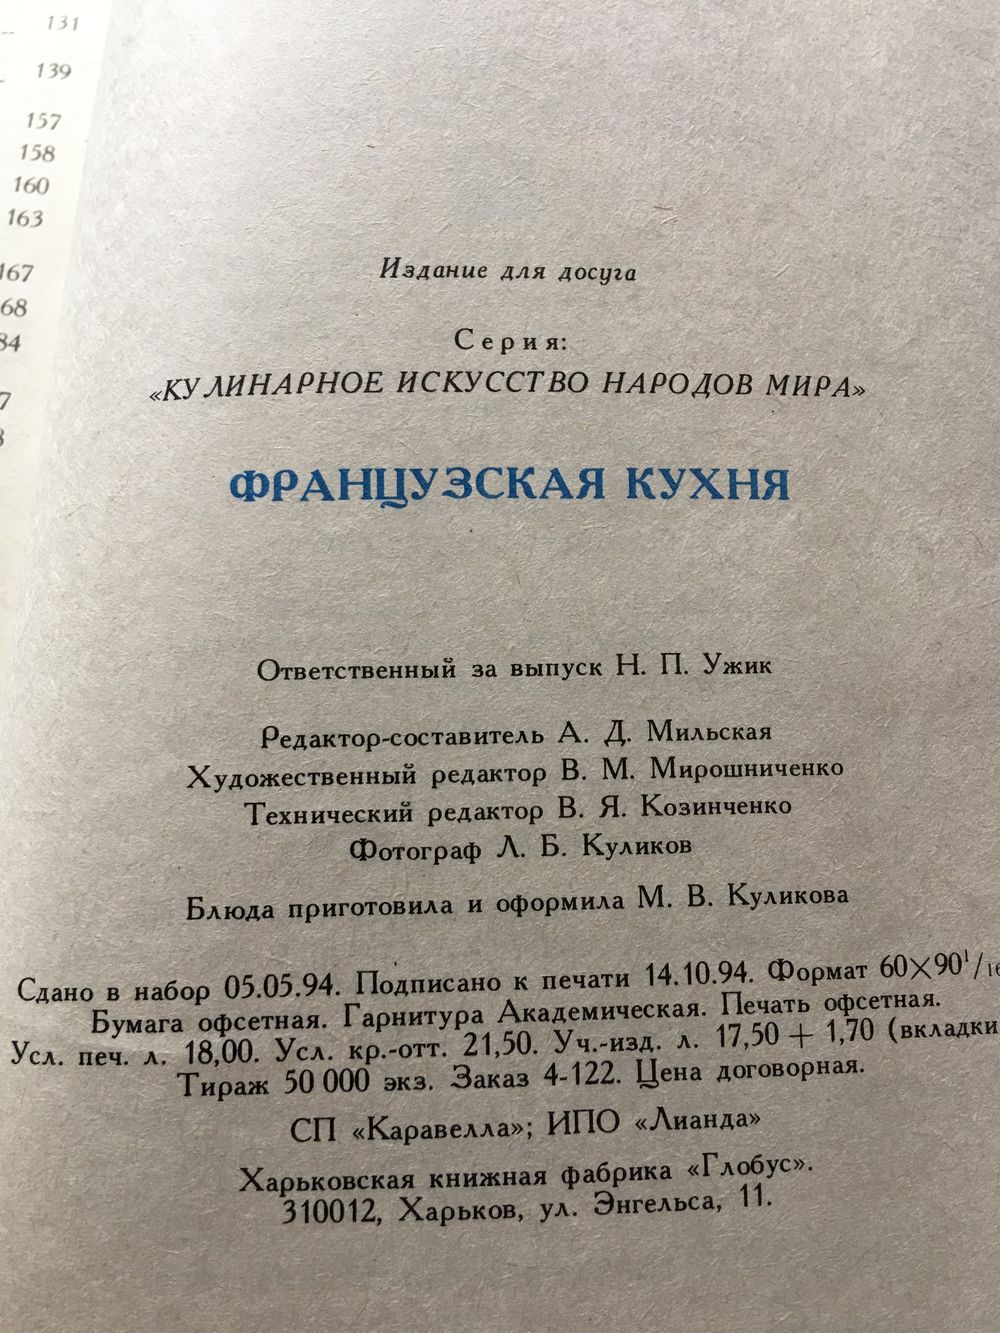 131
139
157
158
160
163
167
68
84
7
Издание для досуга
Серия:
«КУЛИНАРНОЕ ИСКУССТВО НАРОДОВ МИРА»
ФРАНЦУЗСКАЯ КУХНЯ
Ответственный за выпуск Н. П. Ужик
Редактор-составитель А. Д. Мильская
Художественный редактор В. М. Мирошниченко
Технический редактор В. Я. Козинченко
Фотограф Л. Б. Куликов
Блюда приготовила и оформила М. В. Куликова
Сдано в набор 05.05.94. Подписано к печати 14.10.94. Формат 60×90¹/16
Бумага офсетная. Гарнитура Академическая. Печать офсетная.
Усл. печ. л. 18,00. Усл. кр.-отт. 21,50. Уч.-изд. л. 17,50 + 1,70 (вкладки
Тираж 50 000 экз. Заказ 4-122. Цена договорная.
СП «Каравелла»; ИПО «Лианда»
Харьковская книжная фабрика «Глобус».
310012, Харьков, ул. Энгельса, 11.